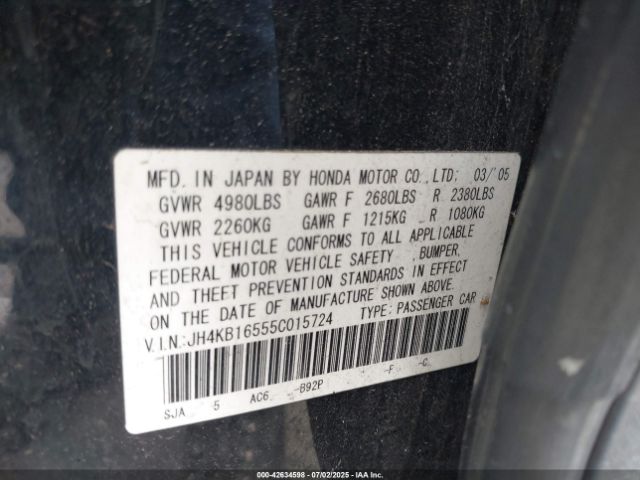 MFD. IN JAPAN BY HONDA MOTOR CO.,LTD; 03/'05
GVWR 4980LBS GAWR F 2680LBS R 2380LBS
GVWR 2260KG GAWR F 1215KG R 1080KG
THIS VEHICLE CONFORMS TO ALL APPLICABLE
FEDERAL MOTOR VEHICLE SAFETY ,BUMPER,
AND THEFT PREVENTION STANDARDS IN EFFECT
ON THE DATE OF MANUFACTURE SHOWN ABOVE.
V.I.N.:JH4KB16555C015724 TYPE: PASSENGER CAR
SJA 5 AC6 -B92P -F -C
000-42634598 - 07/02/2025 - IAAI.COM